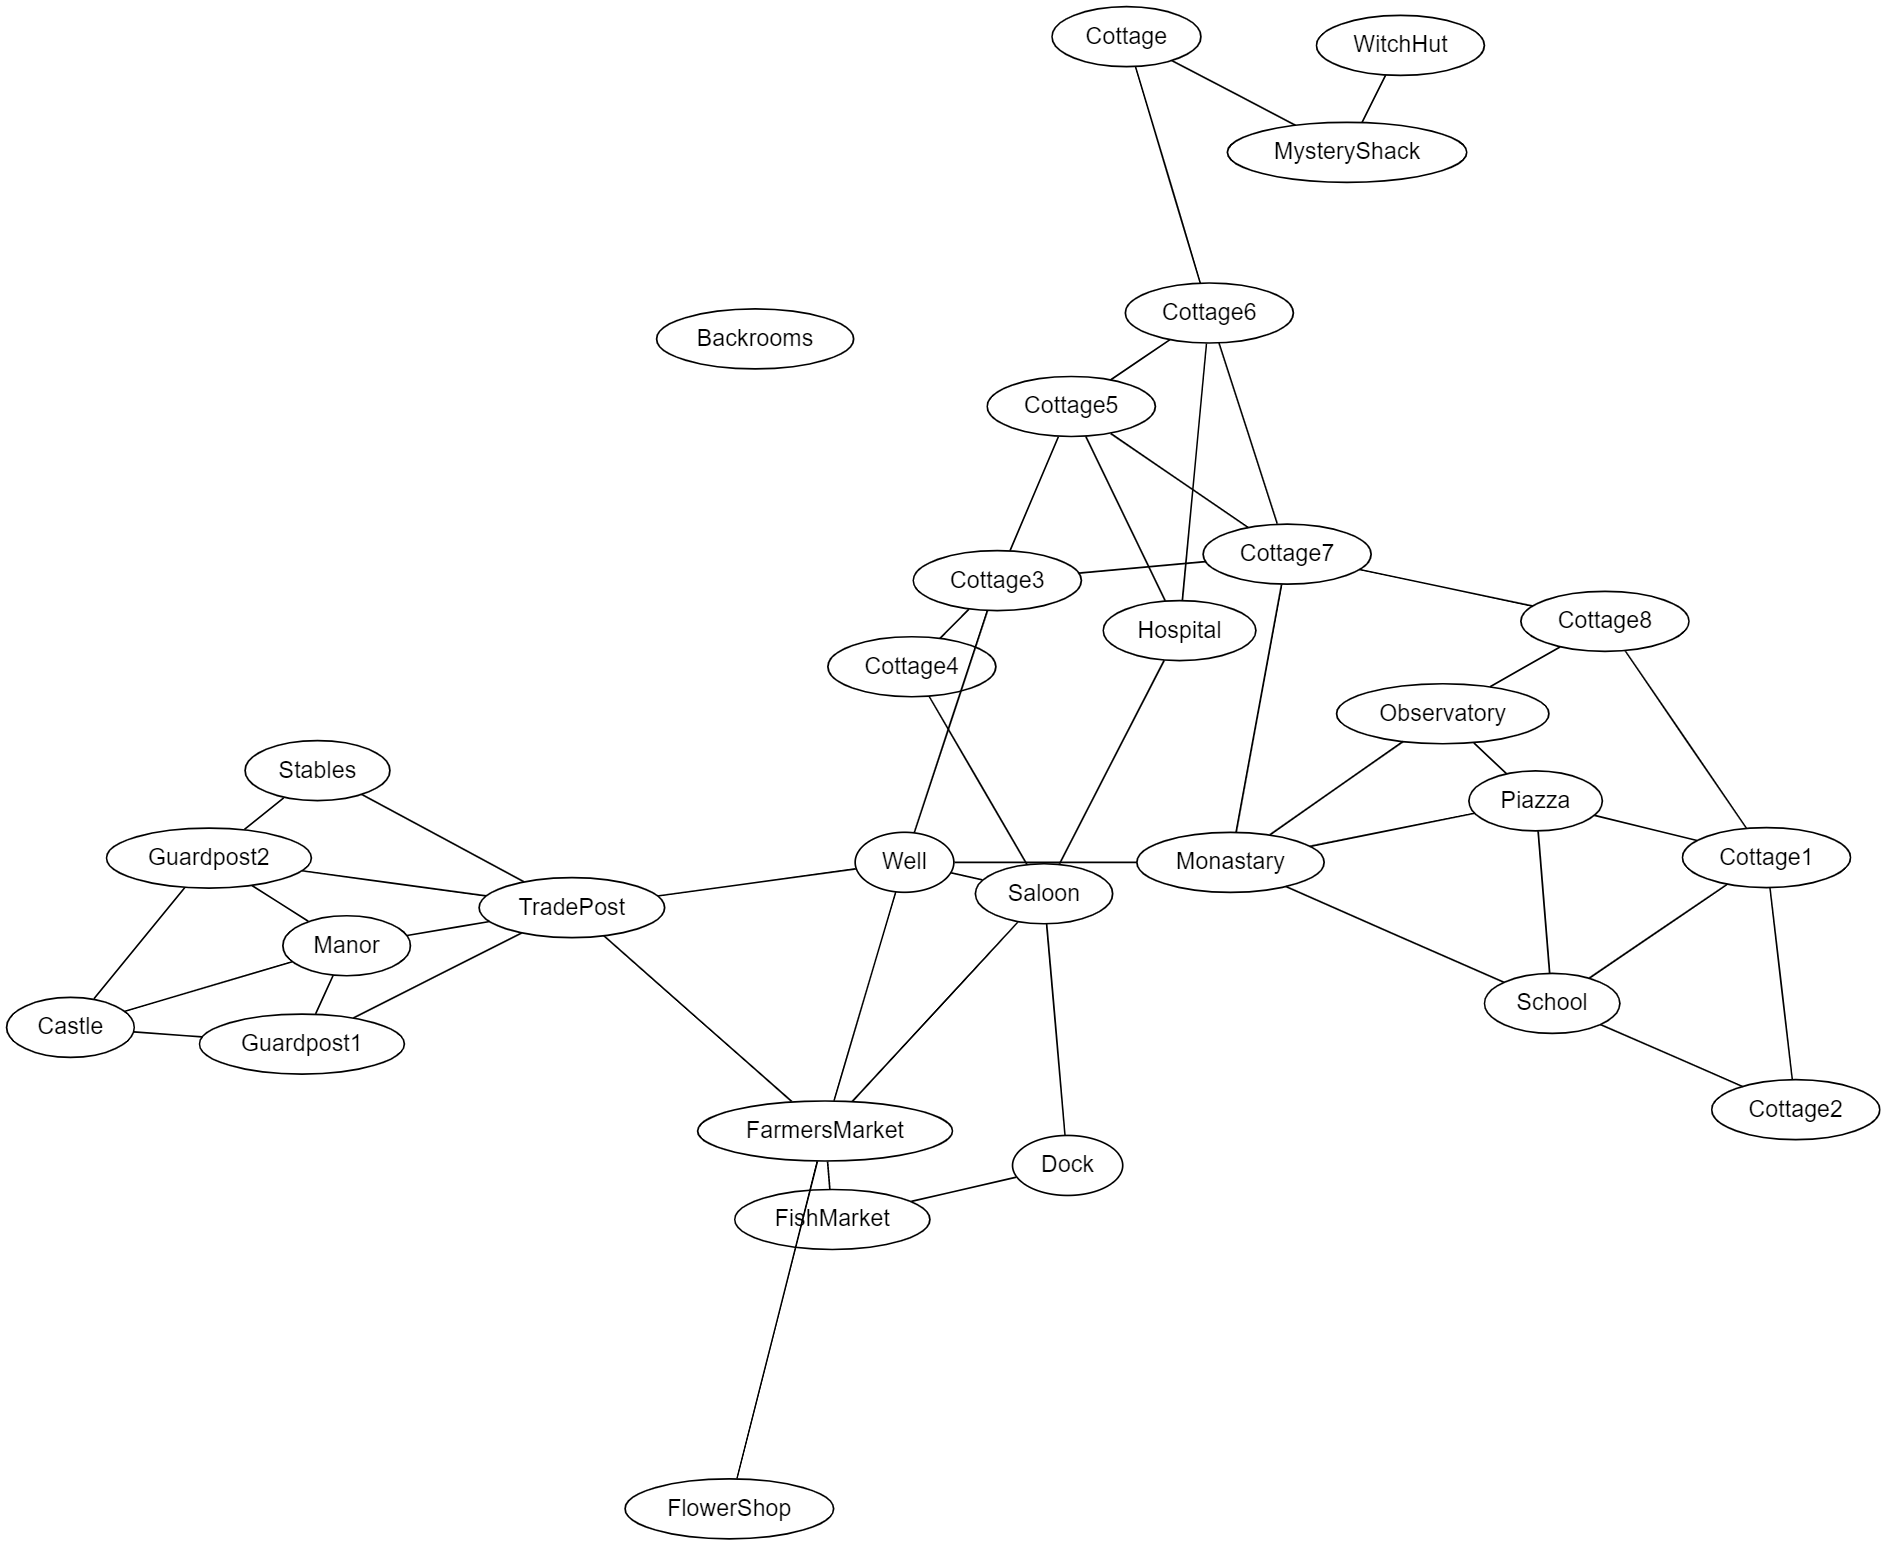 Cottage
WitchHut
MysteryShack
Cottage6
Backrooms
Cottage5
Cottage7
Cottage3
Cottage8
Hospital
Cottage4
Observatory
Stables
Piazza
Guardpost2
Well
Monastary
Cottage1
Saloon
TradePost
Manor
School
Castle
Guardpost1
Cottage2
FarmersMarket
Dock
FishMarket
FlowerShop